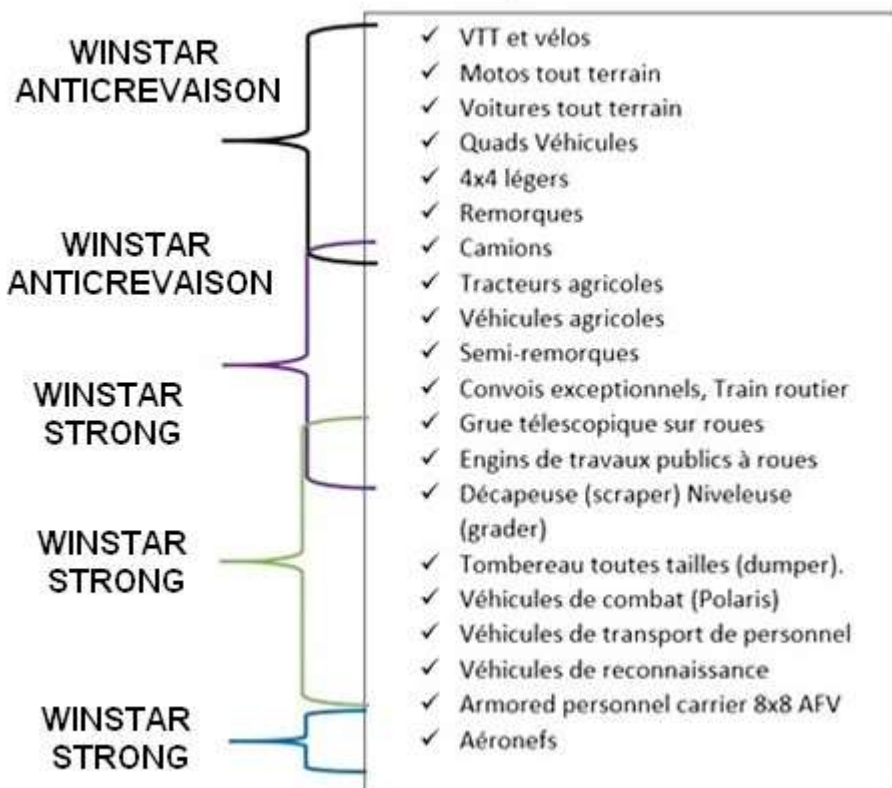 WINSTAR
ANTICREVAISON
WINSTAR
ANTICREVAISON
WINSTAR
STRONG
WINSTAR
STRONG
WINSTAR
STRONG
✓ VTT et vélos
✓ Motos tout terrain
✓ Voitures tout terrain
✓ Quads Véhicules
✓ 4x4 légers
✓ Remorques
✓ Camions
✓ Tracteurs agricoles
✓ Véhicules agricoles
✓ Semi-remorques
✓ Convois exceptionnels, Train routier
✓ Grue télescopique sur roues
✓ Engins de travaux publics à roues
✓ Décapeuse (scraper) Niveleuse
(grader)
✓ Tombereau toutes tailles (dumper).
✓ Véhicules de combat (Polaris)
✓ Véhicules de transport de personnel
✓ Véhicules de reconnaissance
✓ Armored personnel carrier 8x8 AFV
✓ Aéronefs